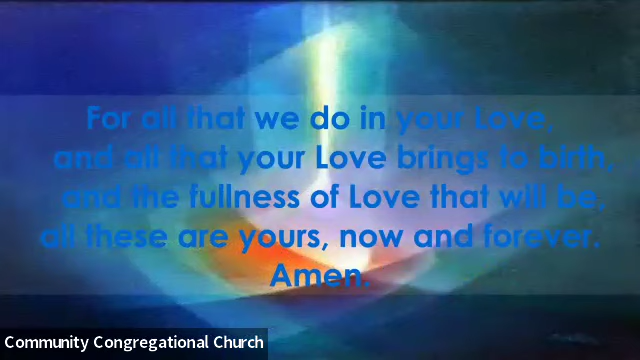 For all that we do in your Love,
and all that your Love brings to birth,
and the fullness of Love that will be,
all these are yours, now and forever.
Amen.
Community Congregational Church